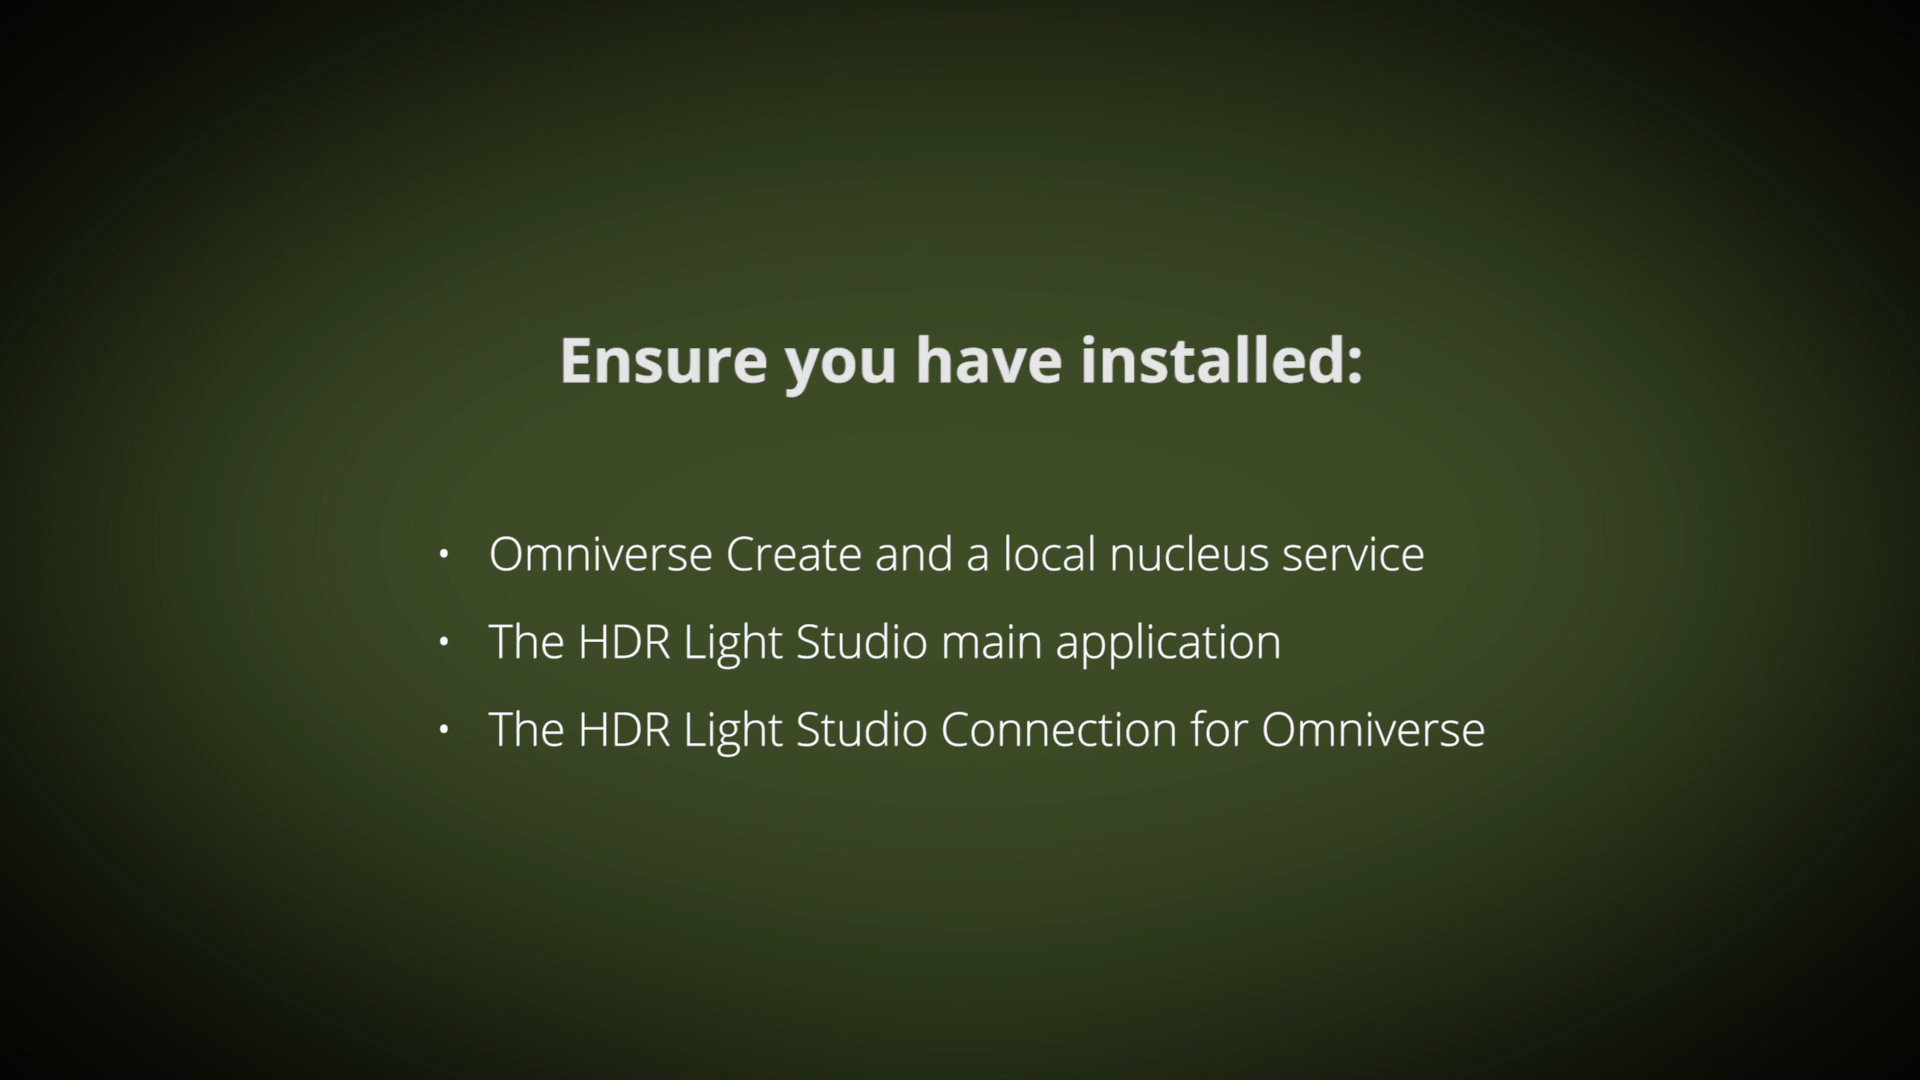 Ensure you have installed:
• Omniverse Create and a local nucleus service
• The HDR Light Studio main application
• The HDR Light Studio Connection for Omniverse